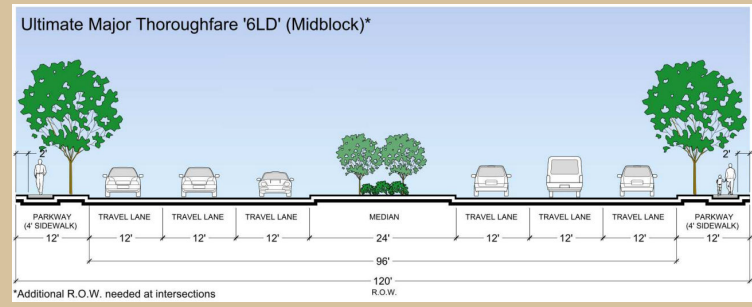 Ultimate Major Thoroughfare '6LD' (Midblock)*
2' 2'
PARKWAY TRAVEL LANE TRAVEL LANE TRAVEL LANE MEDIAN TRAVEL LANE TRAVEL LANE TRAVEL LANE PARKWAY
(4' SIDEWALK) (4' SIDEWALK)
12' 12' 12' 12' 24' 12' 12' 12' 12'
96'
120'
R.O.W.
*Additional R.O.W. needed at intersections